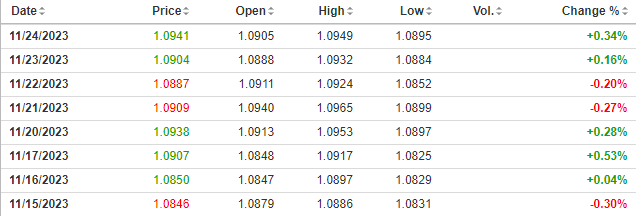 Date Price Open High Low Vol. Change %
11/24/2023 1.0941 1.0905 1.0949 1.0895 +0.34%
11/23/2023 1.0904 1.0888 1.0932 1.0884 +0.16%
11/22/2023 1.0887 1.0911 1.0924 1.0852 -0.20%
11/21/2023 1.0909 1.0940 1.0965 1.0899 -0.27%
11/20/2023 1.0938 1.0913 1.0953 1.0897 +0.28%
11/17/2023 1.0907 1.0848 1.0917 1.0825 +0.53%
11/16/2023 1.0850 1.0847 1.0897 1.0829 +0.04%
11/15/2023 1.0846 1.0879 1.0886 1.0831 -0.30%